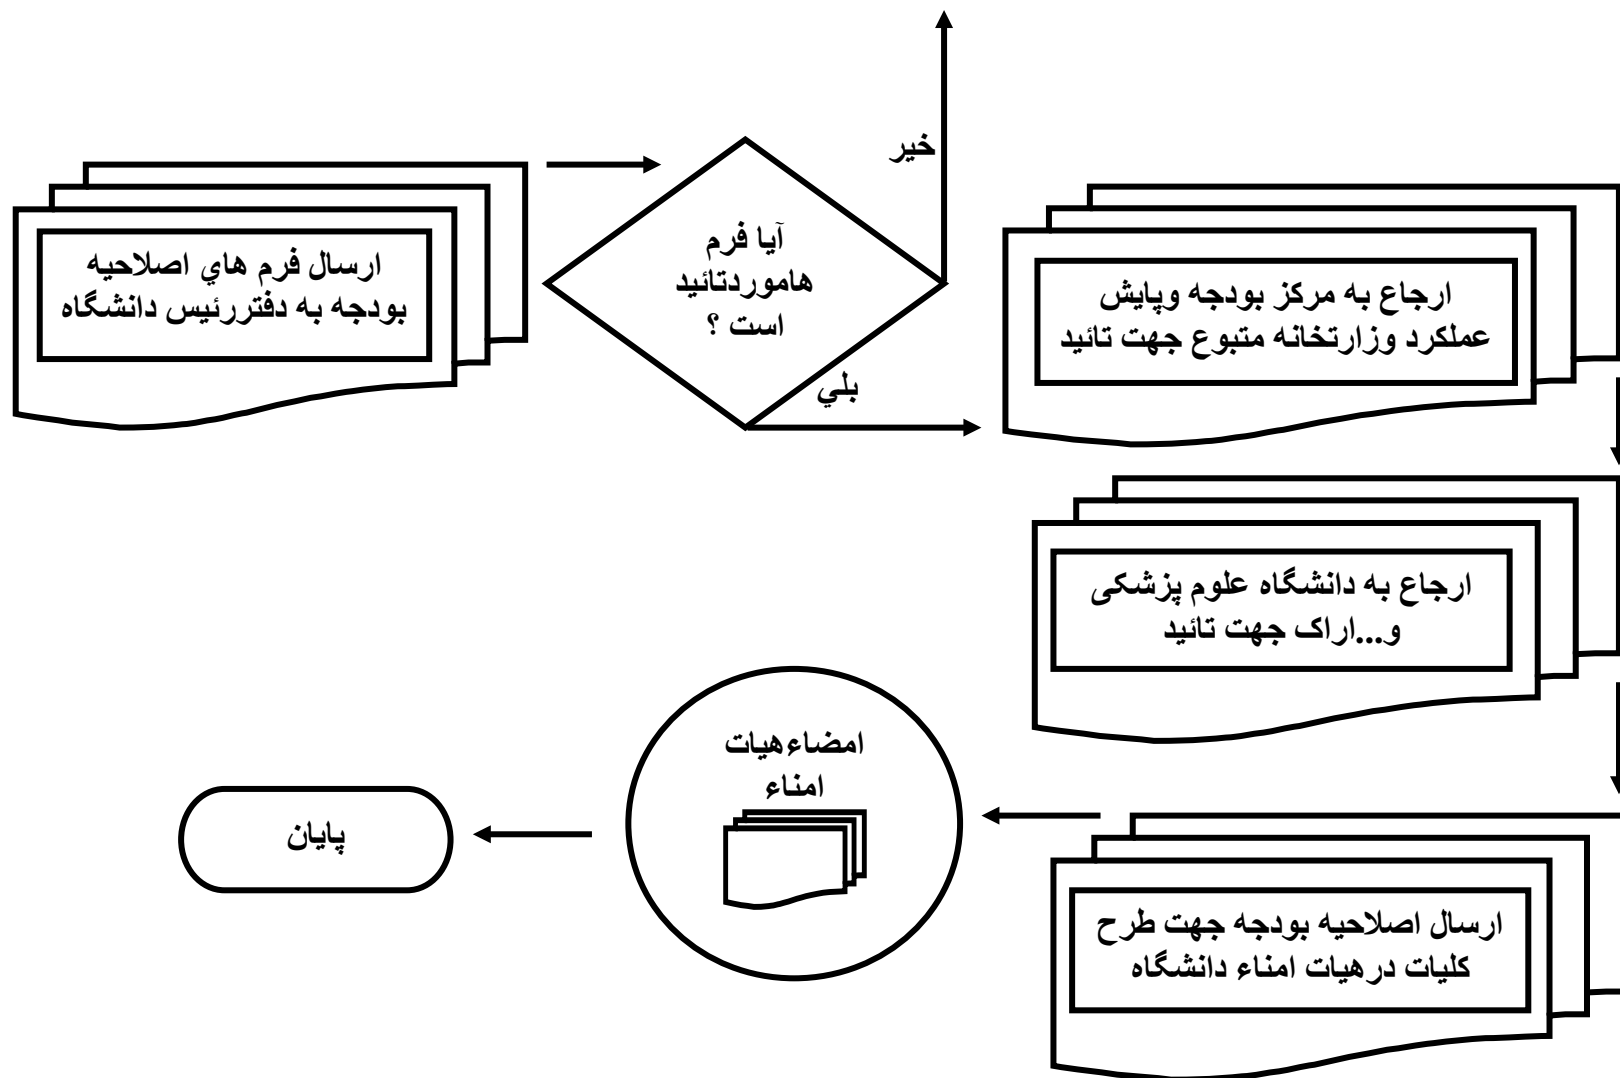 ارسال فرم هاي اصلاحيه
بودجه به دفتررئيس دانشگاه
آيا فرم
هاموردتائيد
است ؟
خير
بلي
ارجاع به مرکز بودجه وپايش
عملکرد وزارتخانه متبوع جهت تائيد
ارجاع به دانشگاه علوم پزشکی
و...اراک جهت تائيد
ارسال اصلاحيه بودجه جهت طرح
کليات درهيات امناء دانشگاه
امضاءهيات
امناء
پايان